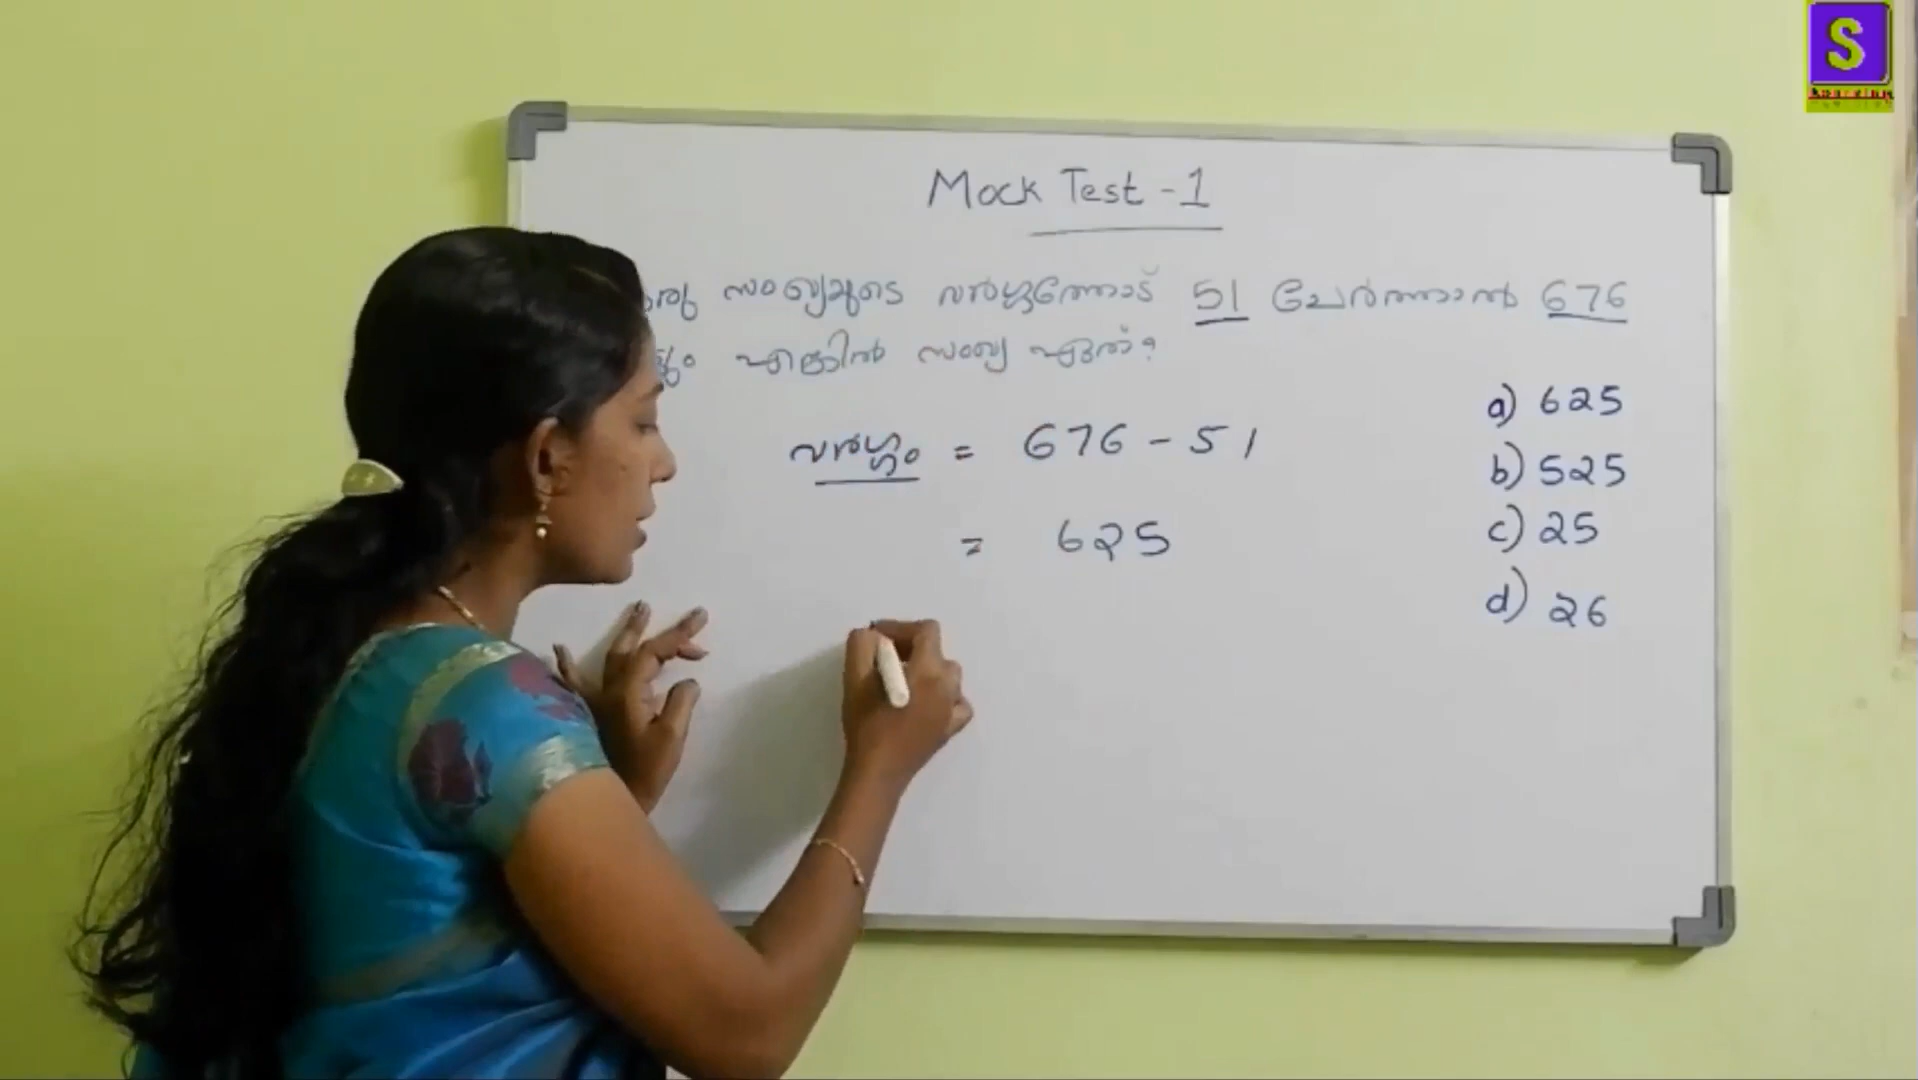 Mock Test - 1
സംഖ്യയുടെ വർഗ്ഗത്തോട് 51 ചേർത്താൽ 676
എങ്കിൽ സംഖ്യ ഏത്?
വർഗ്ഗം = 676 - 51
= 625
a) 625
b) 525
c) 25
d) 26
S